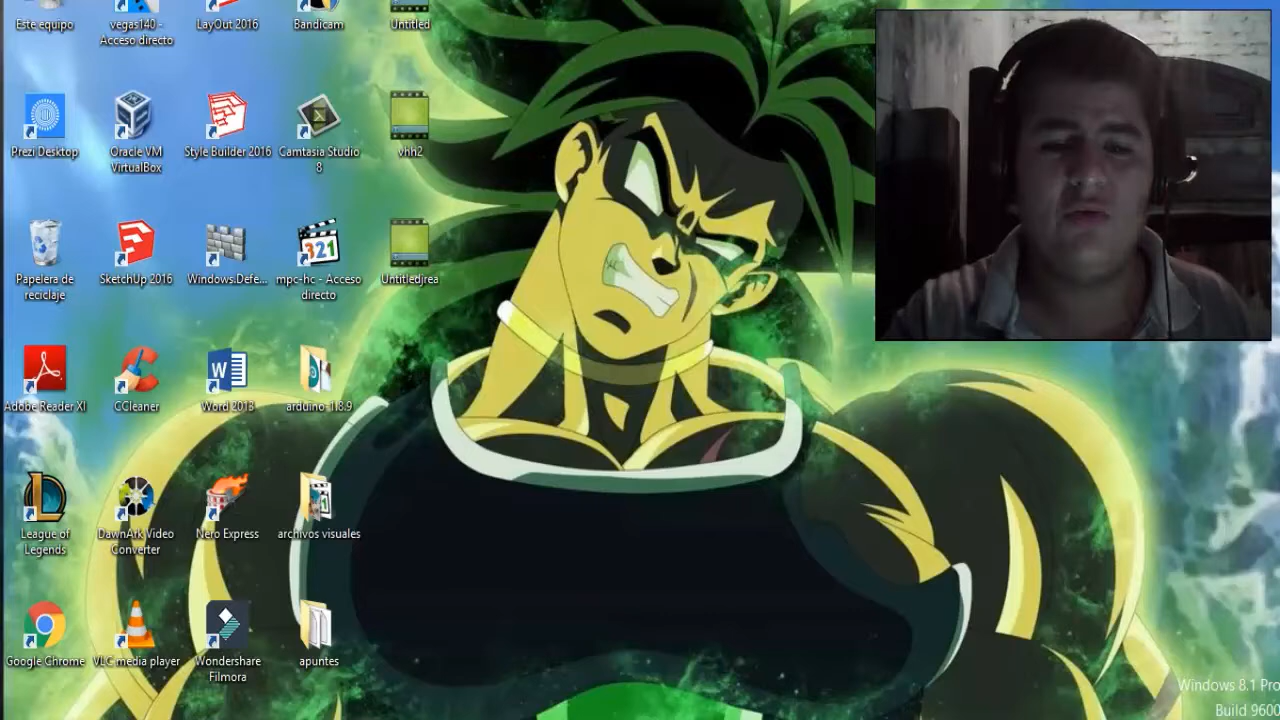 Este equipo
vegas140 -
Acceso directo
LayOut 2016
Bandicam
Untitled
Prezi Desktop
Oracle VM
VirtualBox
Style Builder 2016
Camtasia Studio
8
vhh2
Papelera de
reciclaje
SketchUp 2016
Windows.Defe...
321
mpc-hc - Acceso
directo
Untitledjrea
Adobe Reader XI
CCleaner
W
Word 2013
arduino-1.8.9
League of
Legends
DawnArk Video
Converter
Nero Express
archivos visuales
Google Chrome
VLC media player
Wondershare
Filmora
apuntes
Windows 8.1 Pro
Build 9600